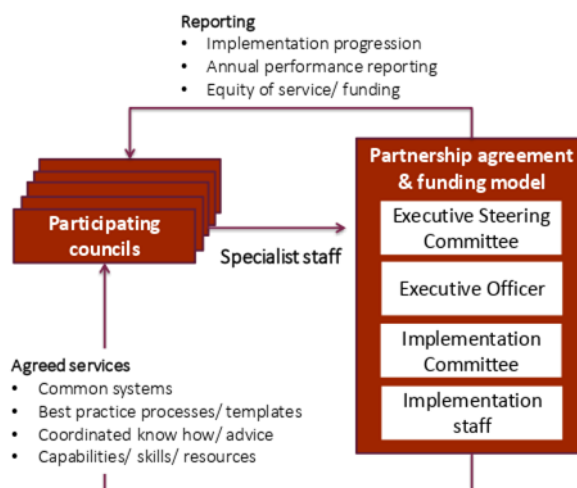 Reporting
• Implementation progression
• Annual performance reporting
• Equity of service/ funding
Participating
councils
Specialist staff
Partnership agreement
& funding model
Executive Steering
Committee
Executive Officer
Implementation
Committee
Implementation
staff
Agreed services
• Common systems
• Best practice processes/ templates
• Coordinated know how/ advice
• Capabilities/ skills/ resources